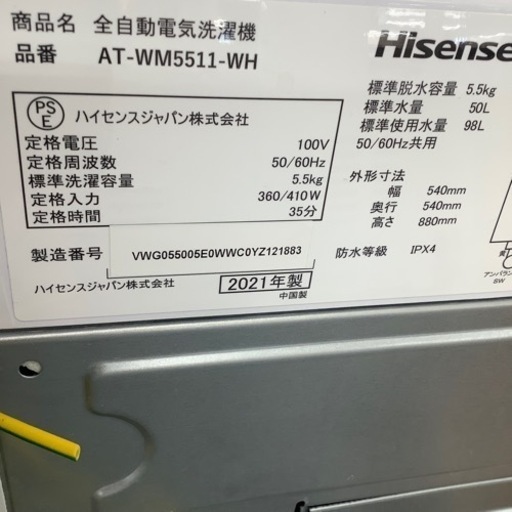 商品名 全自動電気洗濯機
品番 AT-WM5511-WH
Hisense
PS
E
ハイセンスジャパン株式会社
定格電圧 100V
定格周波数 50/60Hz
標準洗濯容量 5.5kg
定格入力 360/410W
定格時間 35分
製造番号 VWG055005E0WWC0YZ121883
ハイセンスジャパン株式会社
2021年製
中国製
標準脱水容量 5.5kg
標準水量 50L
標準使用水量 98L
50/60Hz共用
外形寸法
幅 540mm
奥行 540mm
高さ 880mm
防水等級 IPX4
アンバラン